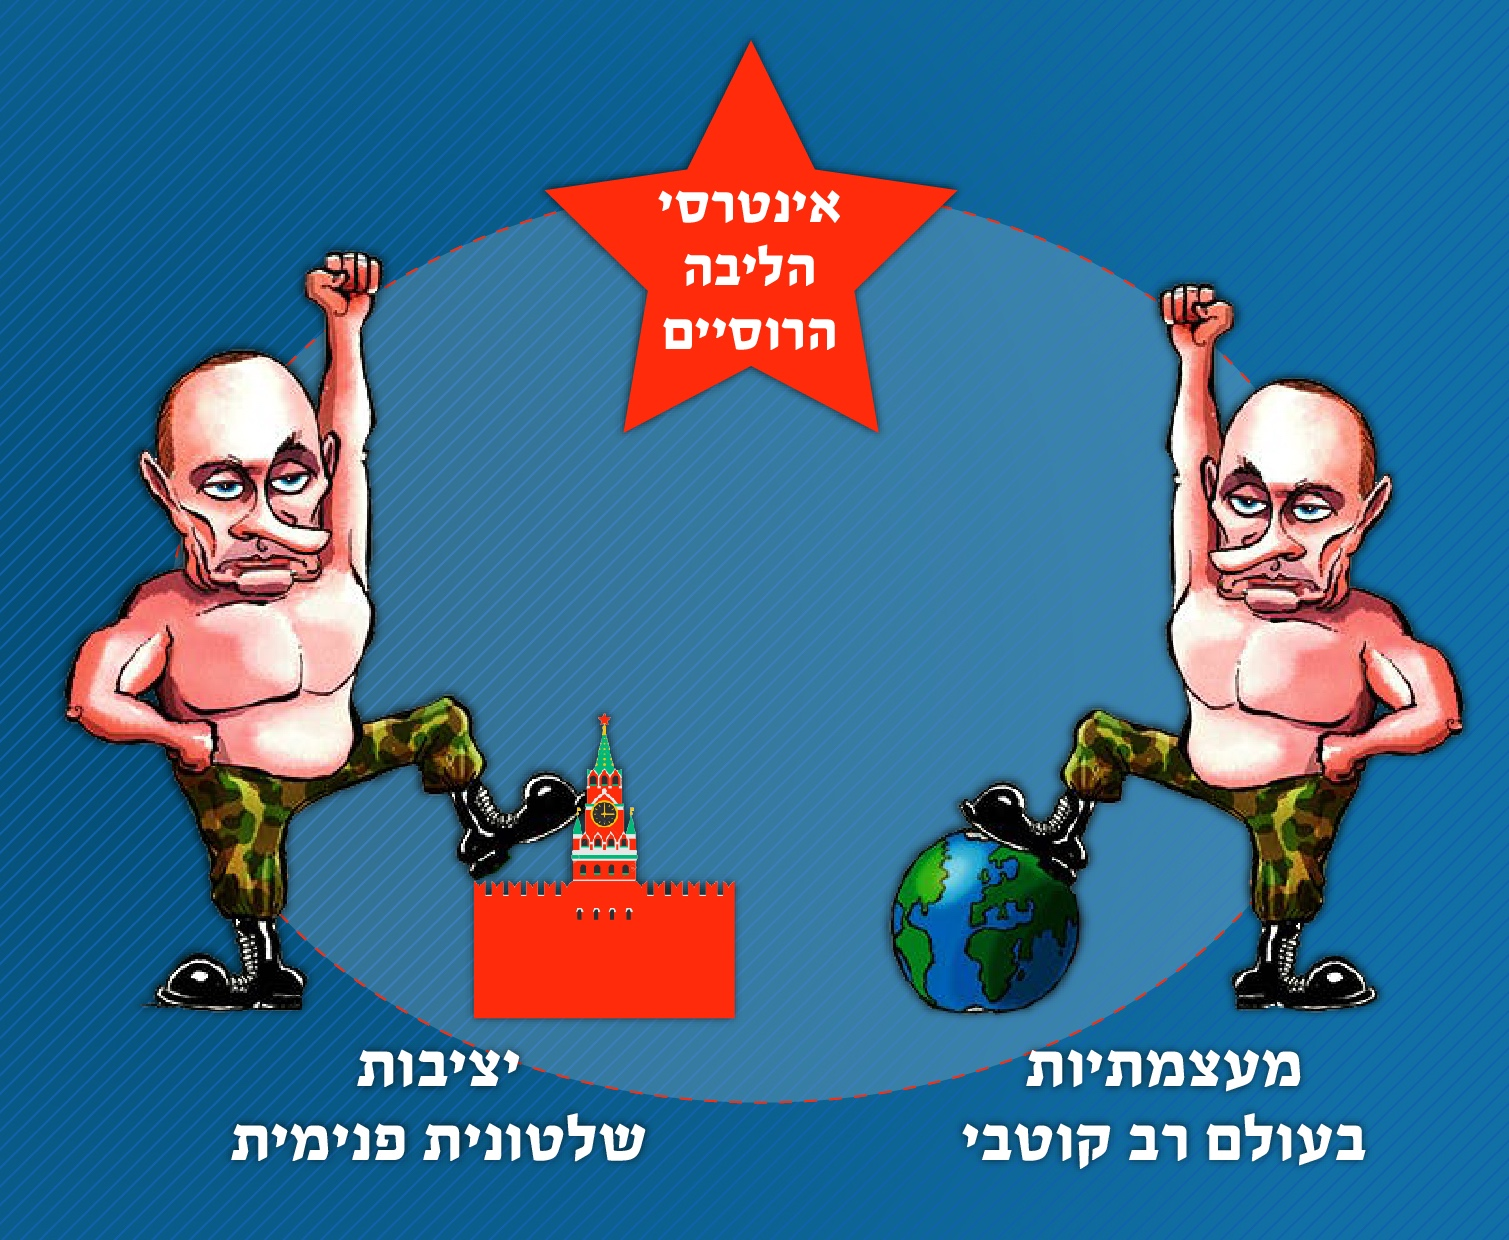 אינטרסי
הליבה
הרוסיים
מעצמתיות
בעולם רב קוטבי
יציבות
שלטונית פנימית